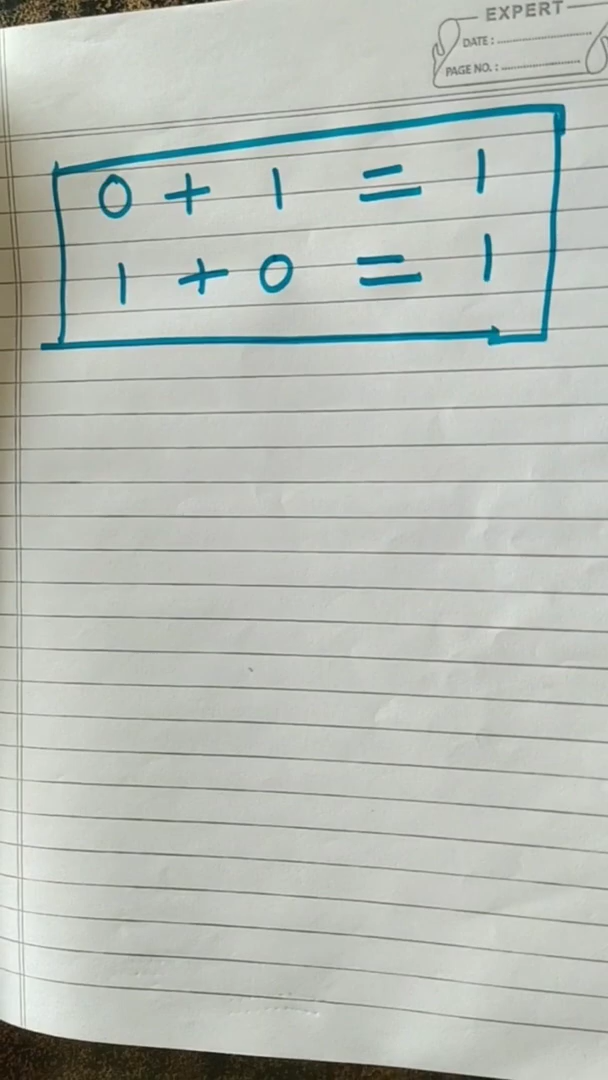 EXPERT
DATE :
PAGE NO. :
0 + 1 = 1
1 + 0 = 1